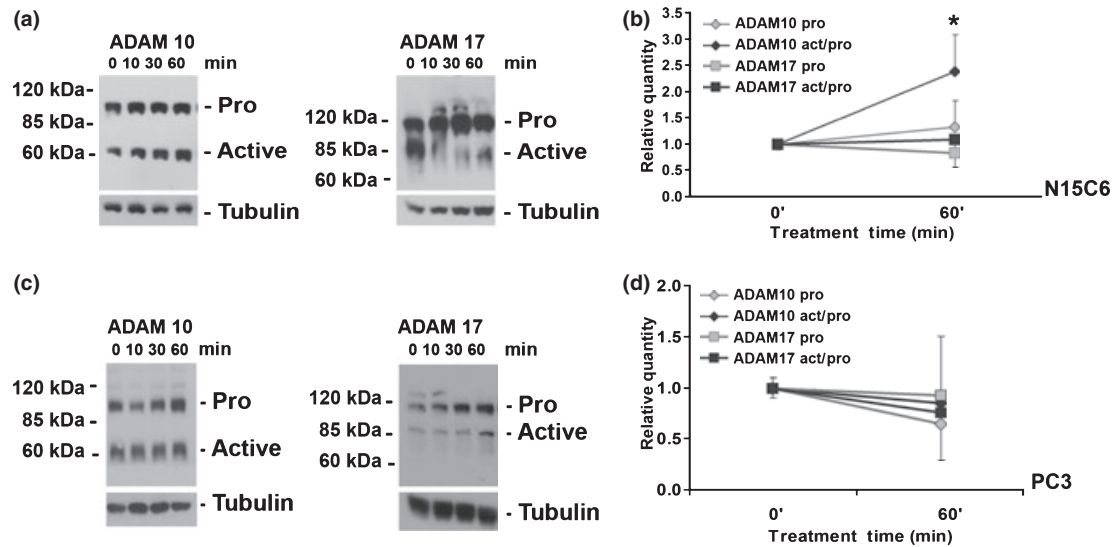 (a)
ADAM 10
0 10 30 60 min
120 kDa-
85 kDa-
60 kDa-
- Pro
- Active
- Tubulin
ADAM 17
0 10 30 60 min
120 kDa -
85 kDa -
60 kDa -
- Pro
- Active
- Tubulin
(b)
3.5
3.0
2.5
2.0
1.5
1.0
0.5
0.0
Relative quantity
ADAM10 pro
ADAM10 act/pro
ADAM17 pro
ADAM17 act/pro
*
0' 60'
Treatment time (min)
N15C6
(c)
ADAM 10
0 10 30 60 min
120 kDa -
85 kDa -
60 kDa -
- Pro
- Active
- Tubulin
ADAM 17
0 10 30 60 min
120 kDa -
85 kDa -
60 kDa -
- Pro
- Active
- Tubulin
(d)
2.0
1.5
1.0
0.5
0.0
Relative quantity
ADAM10 pro
ADAM10 act/pro
ADAM17 pro
ADAM17 act/pro
0' 60'
Treatment time (min)
PC3